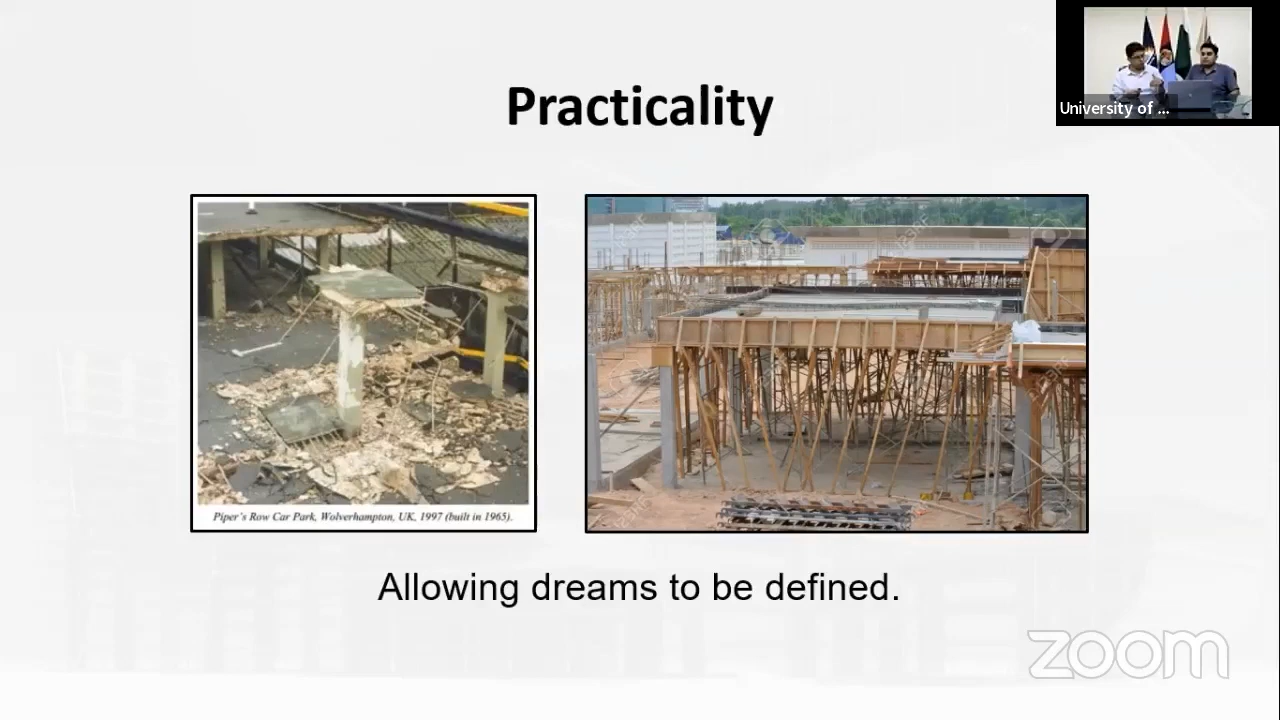 Practicality
University of ...
Piper's Row Car Park, Wolverhampton, UK, 1997 (built in 1965).
Allowing dreams to be defined.
zoom